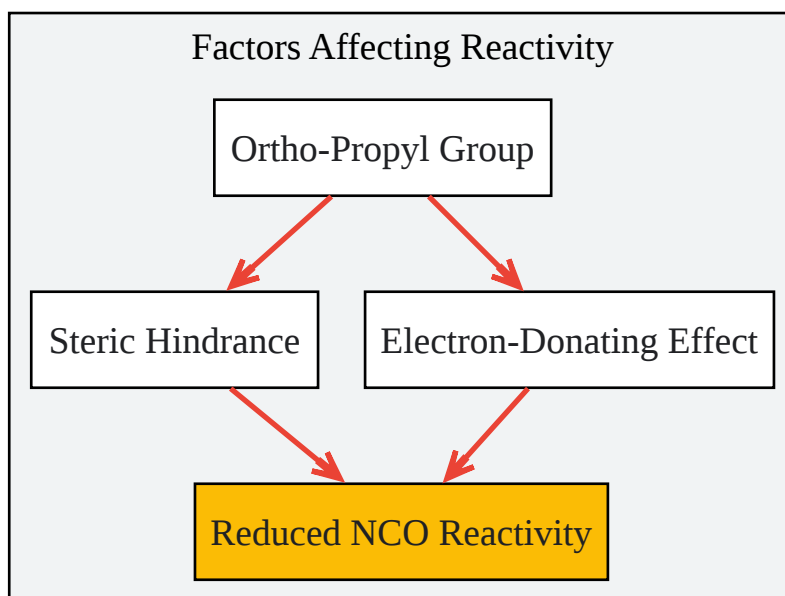 Factors Affecting Reactivity
Ortho-Propyl Group
Steric Hindrance
Electron-Donating Effect
Reduced NCO Reactivity